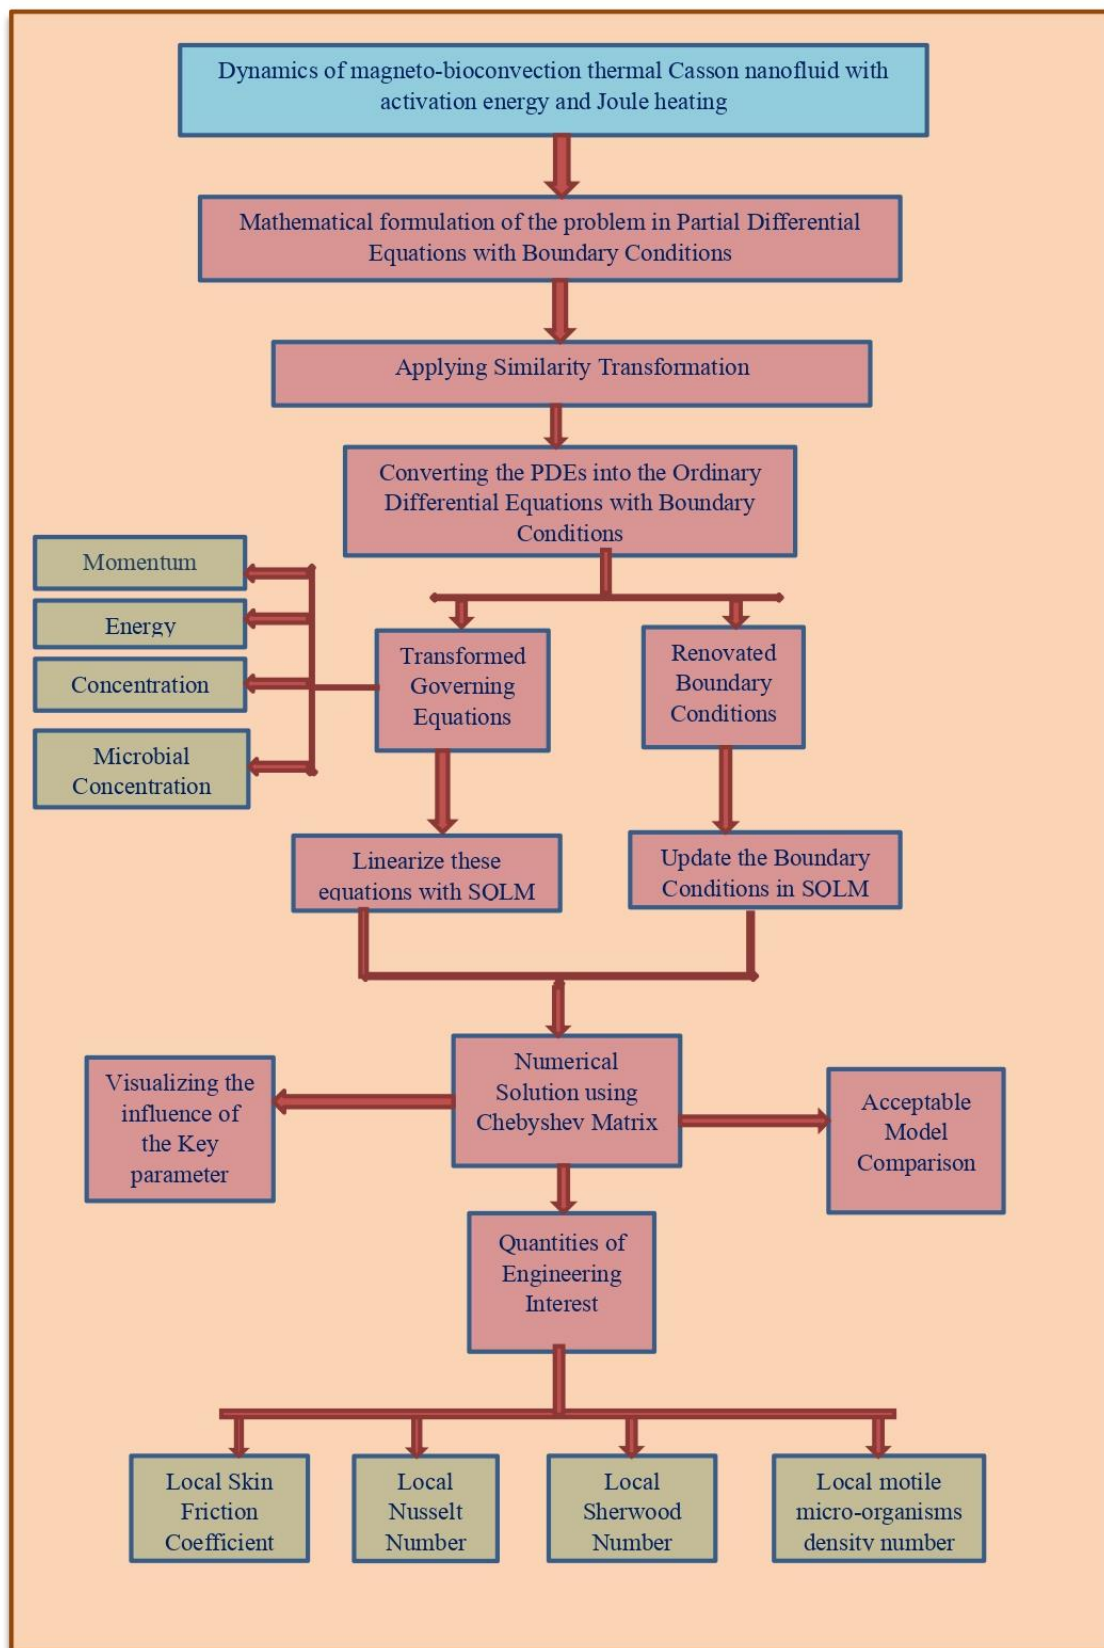 Dynamics of magneto-bioconvection thermal Casson nanofluid with
activation energy and Joule heating
Mathematical formulation of the problem in Partial Differential
Equations with Boundary Conditions
Applying Similarity Transformation
Converting the PDEs into the Ordinary
Differential Equations with Boundary
Conditions
Momentum
Energy
Concentration
Microbial
Concentration
Transformed
Governing
Equations
Renovated
Boundary
Conditions
Linearize these
equations with SQLM
Update the Boundary
Conditions in SQLM
Numerical
Solution using
Chebyshev Matrix
Visualizing the
influence of
the Key
parameter
Acceptable
Model
Comparison
Quantities of
Engineering
Interest
Local Skin
Friction
Coefficient
Local
Nusselt
Number
Local
Sherwood
Number
Local motile
micro-organisms
density number